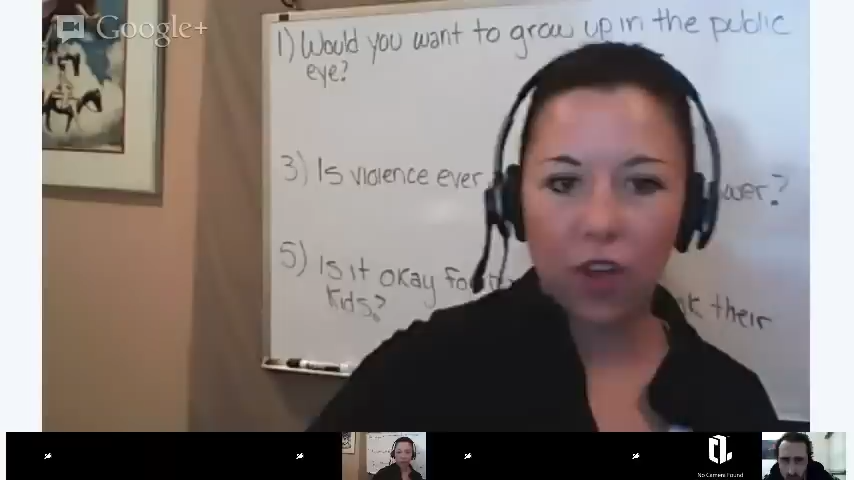 Google+
1) Would you want to grow up in the public
eye?
3) Is violence ever wer?
5) Is it okay fo k their
kids?
No Camera Found